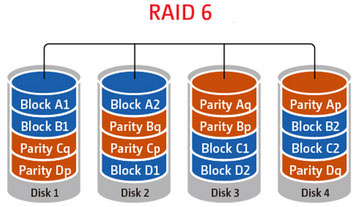 RAID 6
Block A1
Block B1
Parity Cq
Parity Dp
Disk 1
Block A2
Parity Bq
Parity Cp
Block D1
Disk 2
Parity Aq
Parity Bp
Block C1
Block D2
Disk 3
Parity Ap
Block B2
Block C2
Parity Dq
Disk 4